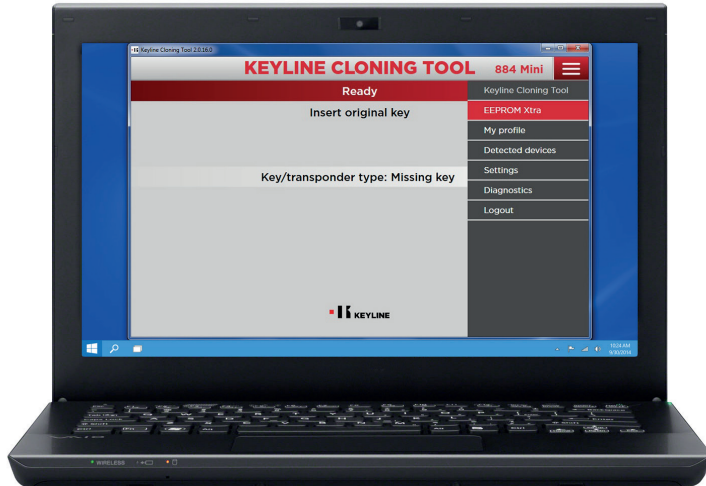 Keyline Cloning Tool 2.0.16.0
KEYLINE CLONING TOOL 884 Mini
Ready
Insert original key
Key/transponder type: Missing key
Keyline Cloning Tool
EEPROM Xtra
My profile
Detected devices
Settings
Diagnostics
Logout
KEYLINE
10:24 AM
9/30/2014
WIRELESS